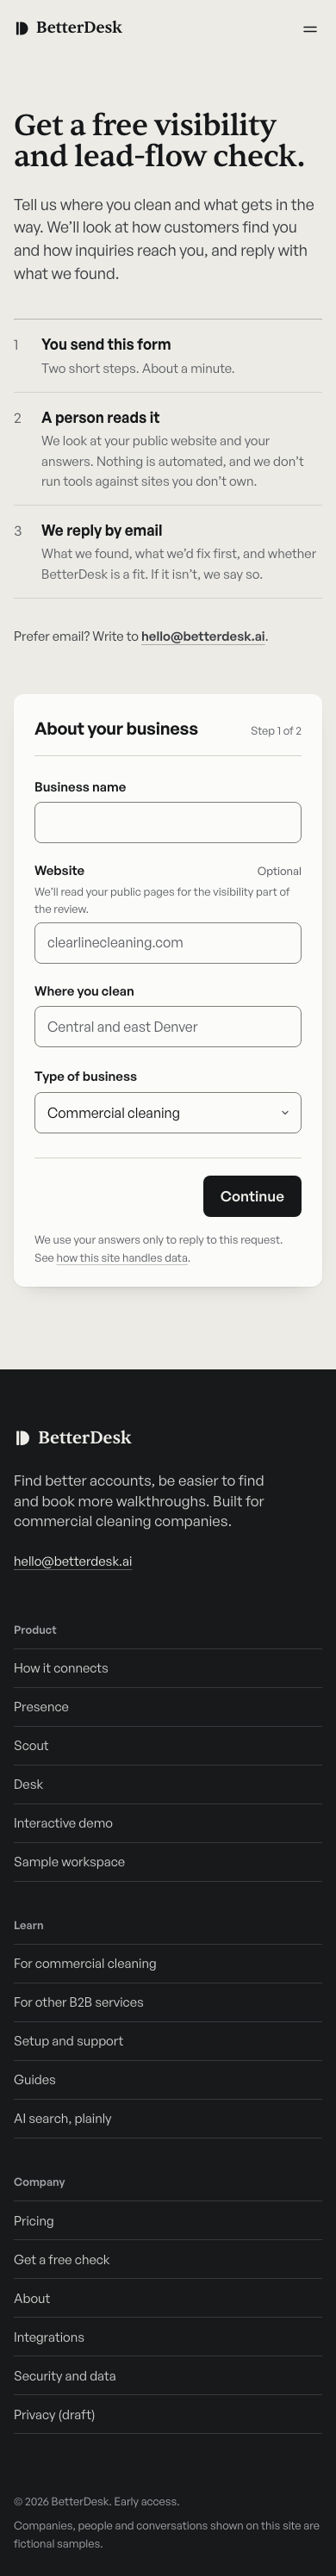 BetterDesk
Get a free visibility
and lead-flow check.
Tell us where you clean and what gets in the
way. We’ll look at how customers find you
and how inquiries reach you, and reply with
what we found.
1
You send this form
Two short steps. About a minute.
2
A person reads it
We look at your public website and your
answers. Nothing is automated, and we don’t
run tools against sites you don’t own.
3
We reply by email
What we found, what we’d fix first, and whether
BetterDesk is a fit. If it isn’t, we say so.
Prefer email? Write to hello@betterdesk.ai.
About your business
Step 1 of 2
Business name
Website
Optional
We’ll read your public pages for the visibility part of
the review.
clearlinecleaning.com
Where you clean
Central and east Denver
Type of business
Commercial cleaning
Continue
We use your answers only to reply to this request.
See how this site handles data.
BetterDesk
Find better accounts, be easier to find
and book more walkthroughs. Built for
commercial cleaning companies.
hello@betterdesk.ai
Product
How it connects
Presence
Scout
Desk
Interactive demo
Sample workspace
Learn
For commercial cleaning
For other B2B services
Setup and support
Guides
AI search, plainly
Company
Pricing
Get a free check
About
Integrations
Security and data
Privacy (draft)
© 2026 BetterDesk. Early access.
Companies, people and conversations shown on this site are
fictional samples.